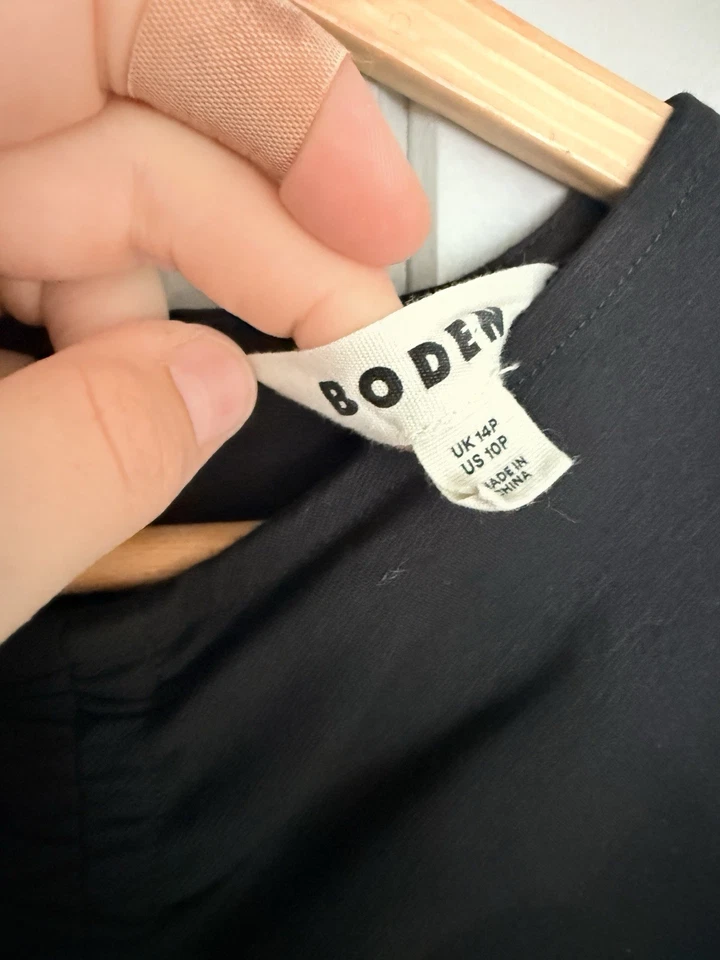 BODEN
UK 14P
US 10P
MADE IN
CHINA